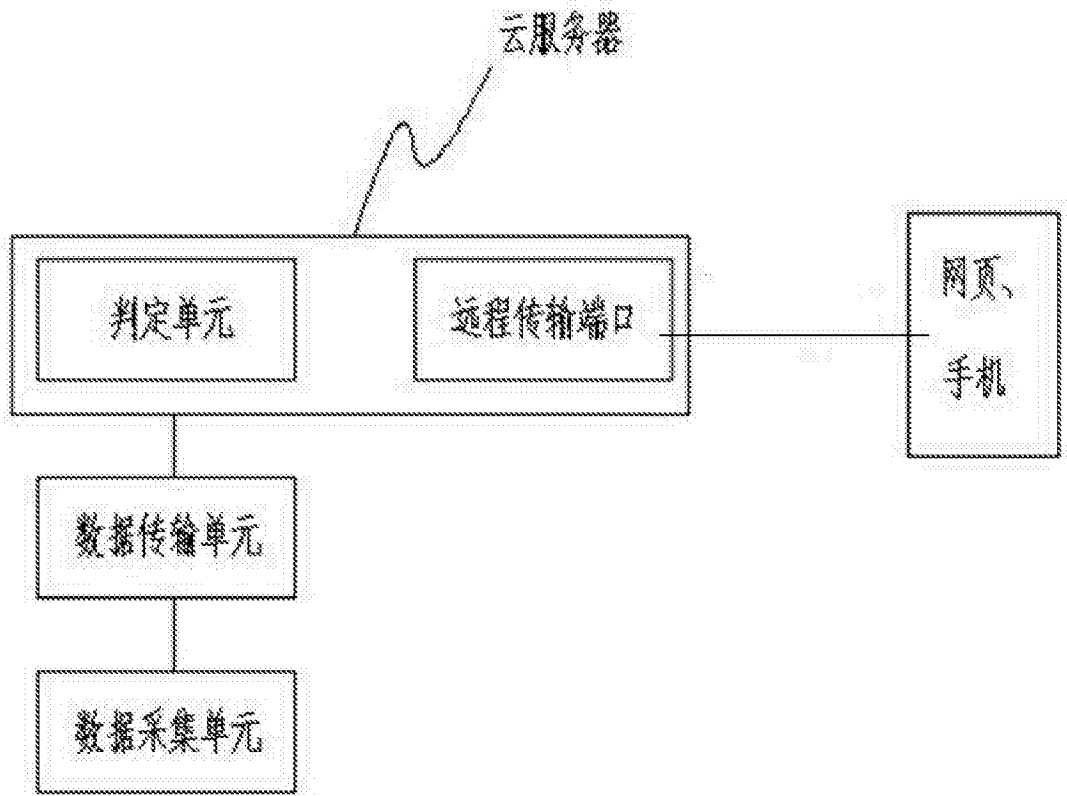 云服务器
判定单元
远程传输端口
网页、
手机
数据传输单元
数据采集单元